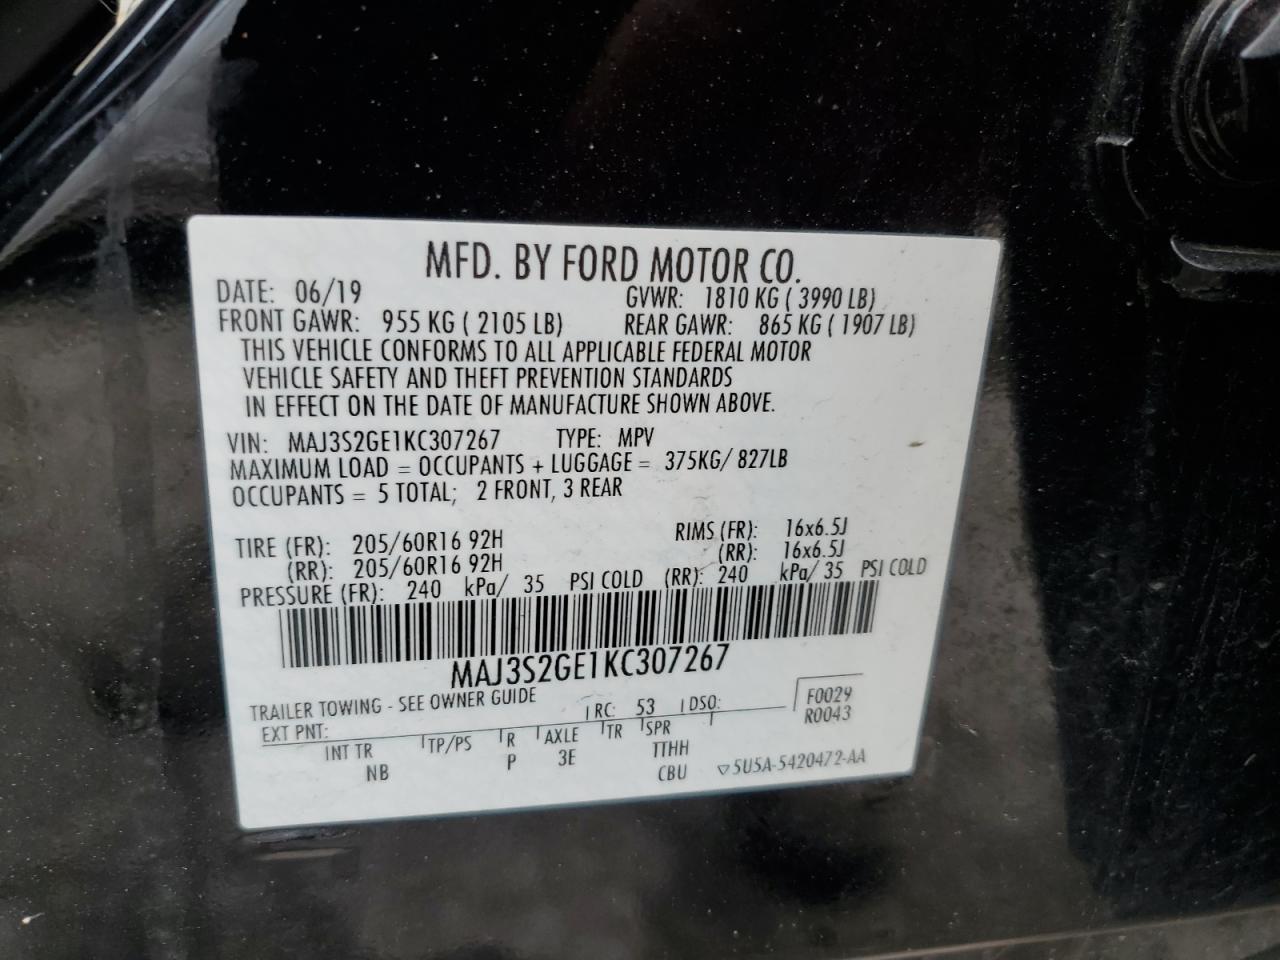 MFD. BY FORD MOTOR CO.
DATE: 06/19 GVWR: 1810 KG ( 3990 LB)
FRONT GAWR: 955 KG ( 2105 LB) REAR GAWR: 865 KG ( 1907 LB)
THIS VEHICLE CONFORMS TO ALL APPLICABLE FEDERAL MOTOR
VEHICLE SAFETY AND THEFT PREVENTION STANDARDS
IN EFFECT ON THE DATE OF MANUFACTURE SHOWN ABOVE.
VIN: MAJ3S2GE1KC307267 TYPE: MPV
MAXIMUM LOAD = OCCUPANTS + LUGGAGE = 375KG/ 827LB
OCCUPANTS = 5 TOTAL; 2 FRONT, 3 REAR
TIRE (FR): 205/60R16 92H RIMS (FR): 16x6.5J
(RR): 205/60R16 92H (RR): 16x6.5J
PRESSURE (FR): 240 kPa/ 35 PSI COLD (RR): 240 kPa/ 35 PSI COLD
MAJ3S2GE1KC307267
TRAILER TOWING - SEE OWNER GUIDE
EXT PNT: RC: 53 DSO: F0029
R0043
INT TR TP/PS R AXLE TR SPR
NB P 3E TTHH
CBU ▽5U5A-5420472-AA